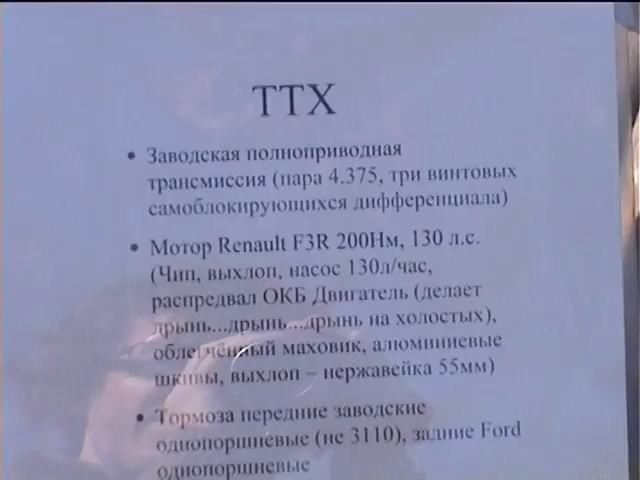 ТТХ
• Заводская полноприводная
трансмиссия (пара 4.375, три винтовых
самоблокирующихся дифференциала)
• Мотор Renault F3R 200Нм, 130 л.с.
(Чип, выхлоп, насос 130л/час,
распредвал ОКБ Двигатель (делает
дрынь...дрынь...дрынь на холостых),
облегчённый маховик, алюминиевые
шкивы, выхлоп – нержавейка 55мм)
• Тормоза передние заводские
однопоршневые (не 3110), задние Ford
однопоршневые